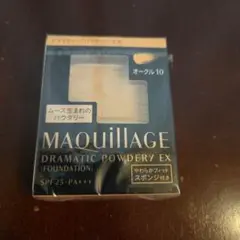 オークル10
ムース生まれの
パウダリー
MAQuillAGE
DRAMATIC POWDERY EX
(FOUNDATION)
SPF25・PA+++
やわらかフィット
スポンジ付き